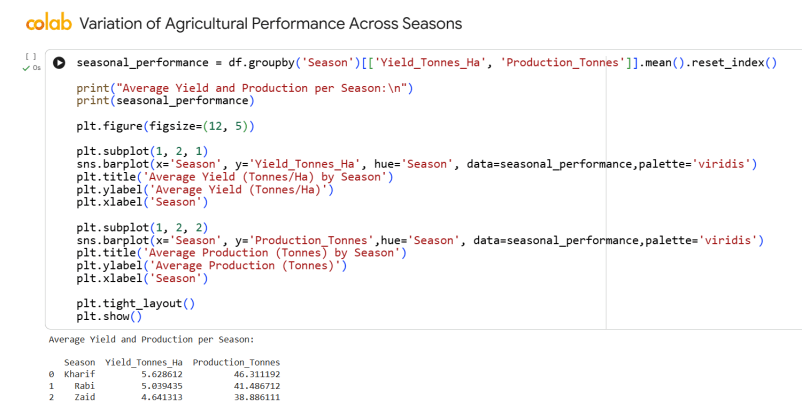 colab Variation of Agricultural Performance Across Seasons
[ ]
✓ 0s
seasonal_performance = df.groupby('Season')[['Yield_Tonnes_Ha', 'Production_Tonnes']].mean().reset_index()
print("Average Yield and Production per Season:\n")
print(seasonal_performance)
plt.figure(figsize=(12, 5))
plt.subplot(1, 2, 1)
sns.barplot(x='Season', y='Yield_Tonnes_Ha', hue='Season', data=seasonal_performance,palette='viridis')
plt.title('Average Yield (Tonnes/Ha) by Season')
plt.ylabel('Average Yield (Tonnes/Ha)')
plt.xlabel('Season')
plt.subplot(1, 2, 2)
sns.barplot(x='Season', y='Production_Tonnes',hue='Season', data=seasonal_performance,palette='viridis')
plt.title('Average Production (Tonnes) by Season')
plt.ylabel('Average Production (Tonnes)')
plt.xlabel('Season')
plt.tight_layout()
plt.show()
Average Yield and Production per Season:
Season Yield_Tonnes_Ha Production_Tonnes
0 Kharif 5.628612 46.311192
1 Rabi 5.039435 41.486712
2 Zaid 4.641313 38.886111